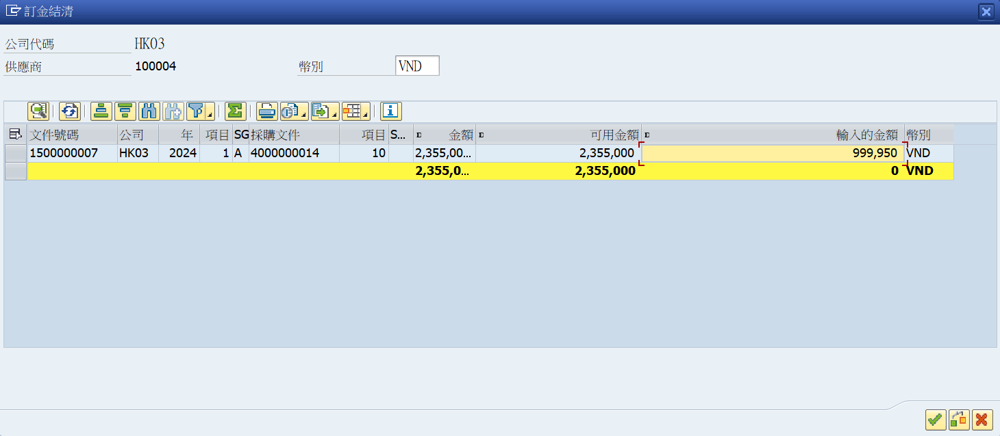 訂金結清
公司代碼 HK03
供應商 100004 幣別 VND
文件號碼 公司 年 項目 SG 採購文件 項目 S... 金額 可用金額 輸入的金額 幣別
1500000007 HK03 2024 1 A 4000000014 10 2,355,00... 2,355,000 999,950 VND
2,355,0... 2,355,000 0 VND